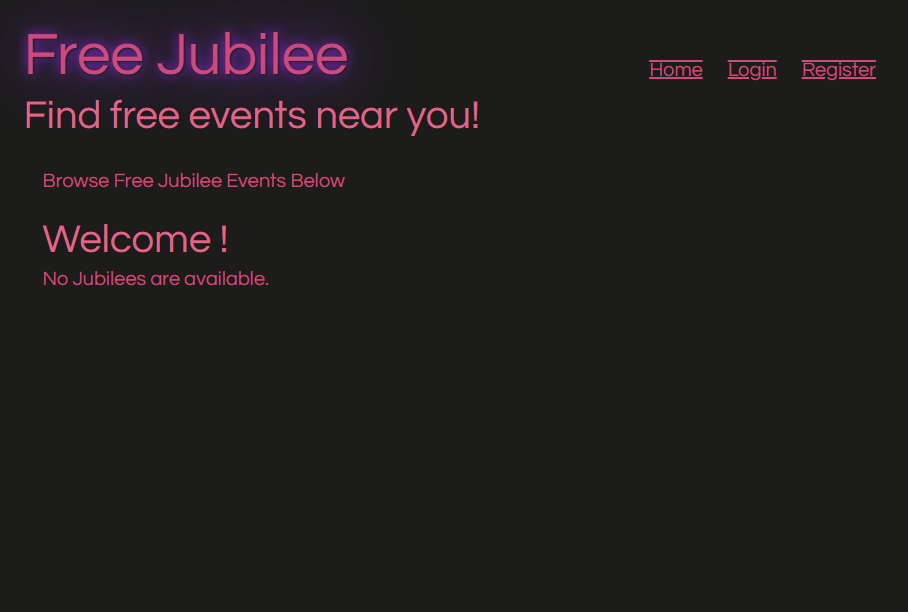 Free Jubilee
Home Login Register
Find free events near you!
Browse Free Jubilee Events Below
Welcome !
No Jubilees are available.